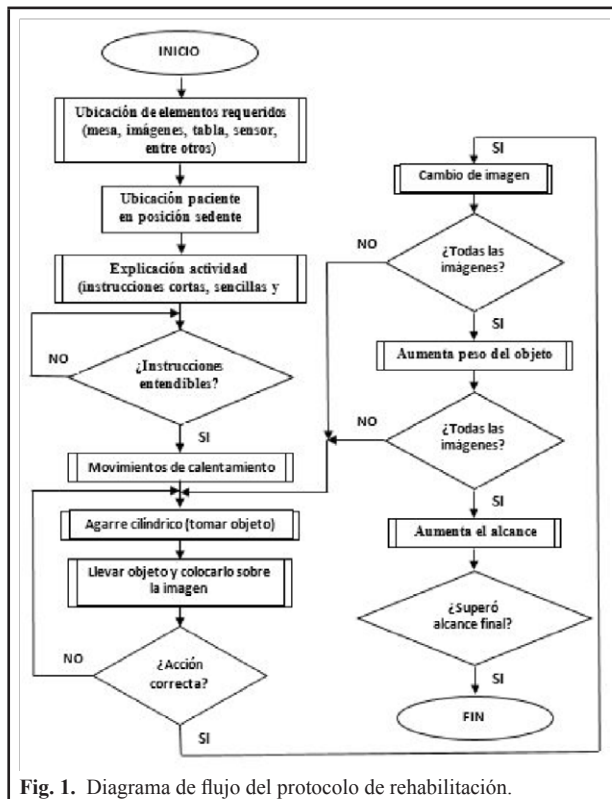 INICIO
Ubicación de elementos requeridos
(mesa, imágenes, tabla, sensor,
entre otros)
Ubicación paciente
en posición sedente
Explicación actividad
(instrucciones cortas, sencillas y
NO
¿Instrucciones
entendibles?
SI
Movimientos de calentamiento
Agarre cilíndrico (tomar objeto)
Llevar objeto y colocarlo sobre
la imagen
NO
¿Acción
correcta?
SI
SI
Cambio de imagen
NO
¿Todas las
imágenes?
SI
Aumenta peso del objeto
NO
¿Todas las
imágenes?
SI
Aumenta el alcance
¿Superó
alcance final?
SI
FIN
Fig. 1. Diagrama de flujo del protocolo de rehabilitación.